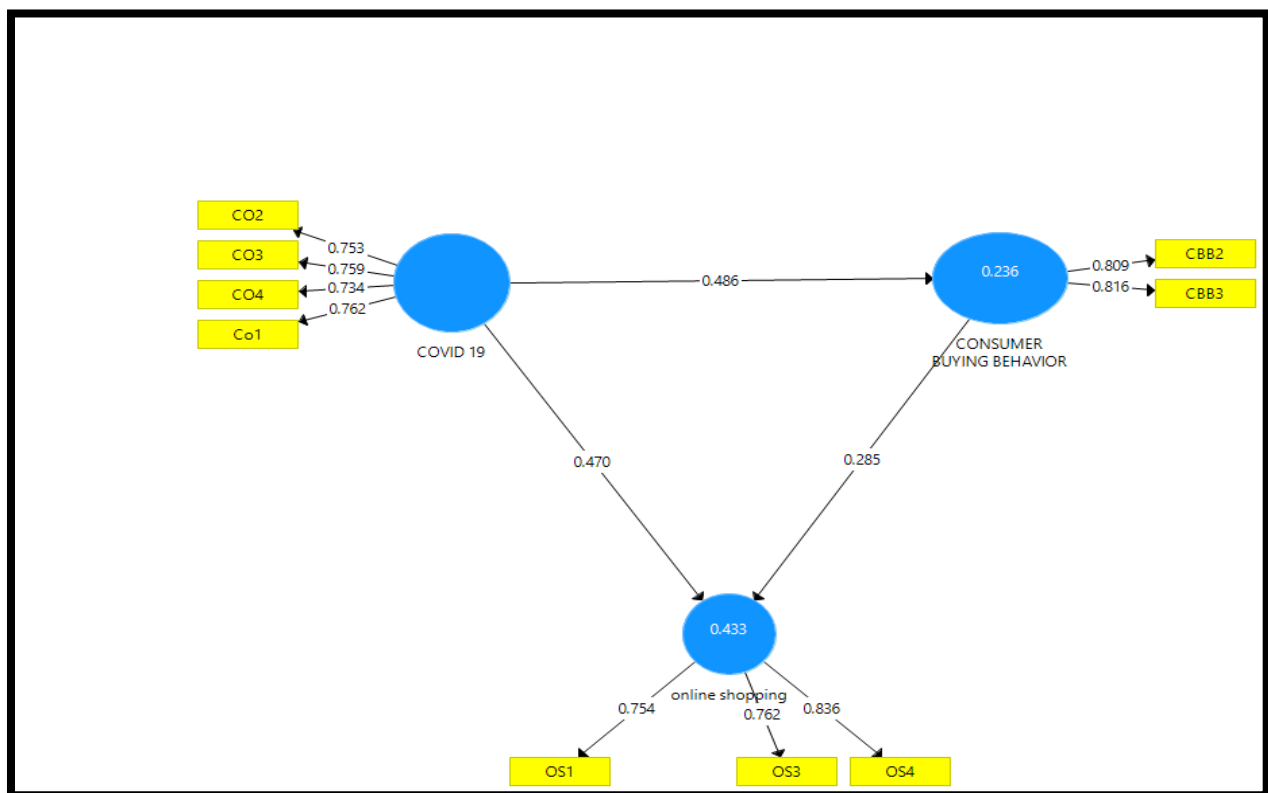 CO2
0.753
CO3
0.759
CO4
0.734
Co1
0.762
COVID 19
0.486
0.236
CONSUMER
BUYING BEHAVIOR
0.809
CBB2
0.816
CBB3
0.470
0.285
0.433
online shopping
0.754
0.762
0.836
OS1
OS3
OS4